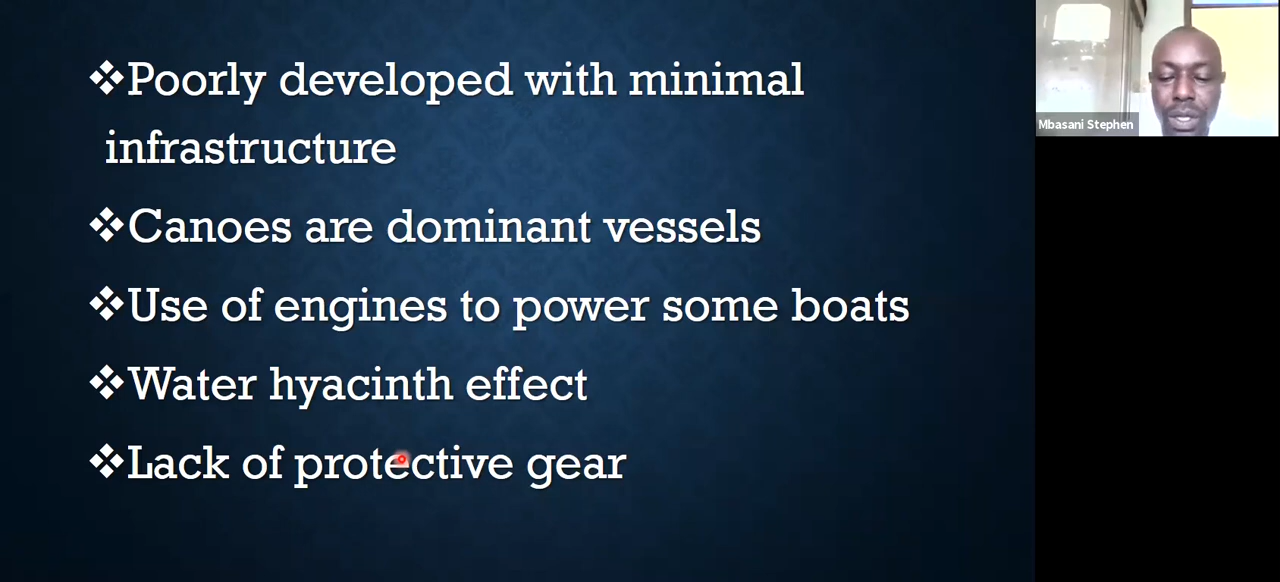 ❖Poorly developed with minimal
infrastructure
❖Canoes are dominant vessels
❖Use of engines to power some boats
❖Water hyacinth effect
❖Lack of protective gear
Mbasani Stephen